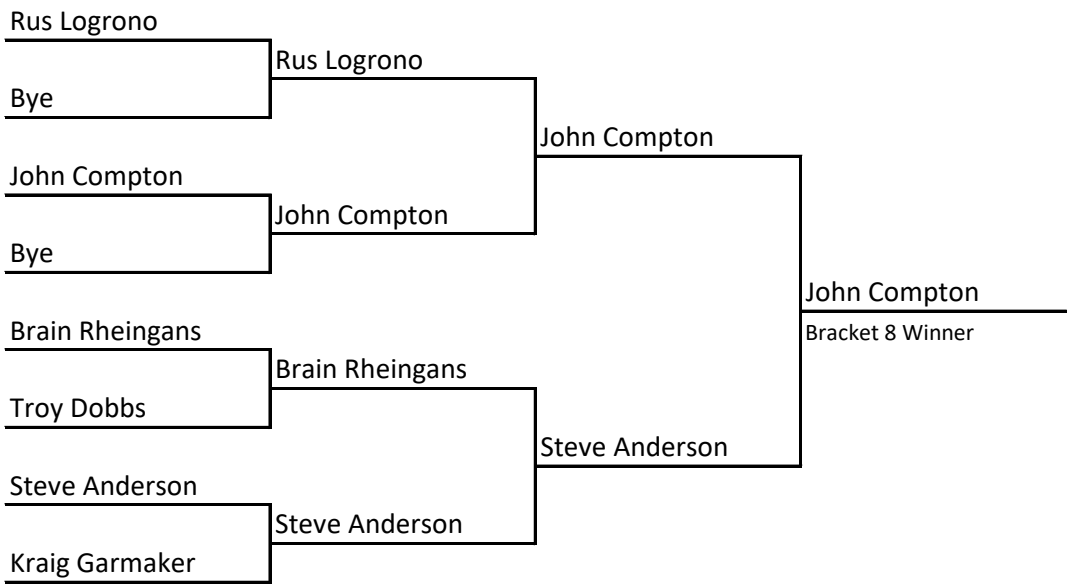 Rus Logrono
Rus Logrono
Bye
John Compton
John Compton
John Compton
Bye
John Compton
Bracket 8 Winner
Brain Rheingans
Brain Rheingans
Troy Dobbs
Steve Anderson
Steve Anderson
Steve Anderson
Kraig Garmaker